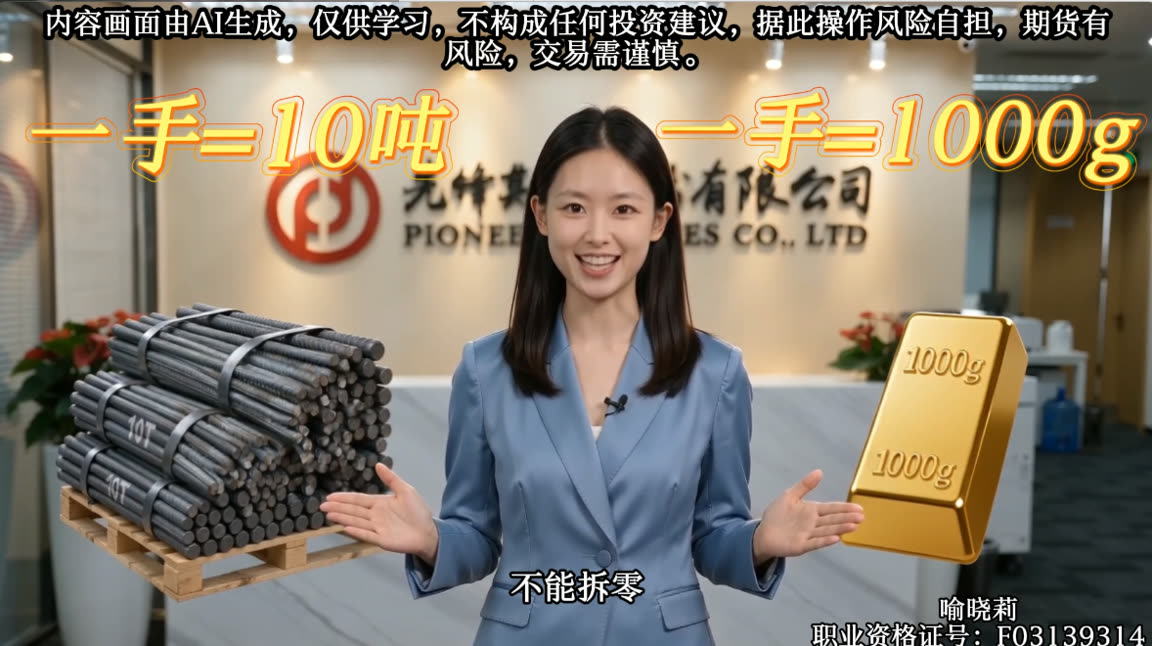 内容画面由AI生成，仅供学习，不构成任何投资建议，据此操作风险自担，期货有
风险，交易需谨慎。
一手=10吨
一手=1000g
先锋期 有限公司
PIONEE ES CO., LTD
1000g
1000g
10T
10T
不能拆零
喻晓莉
职业资格证号：F03139314